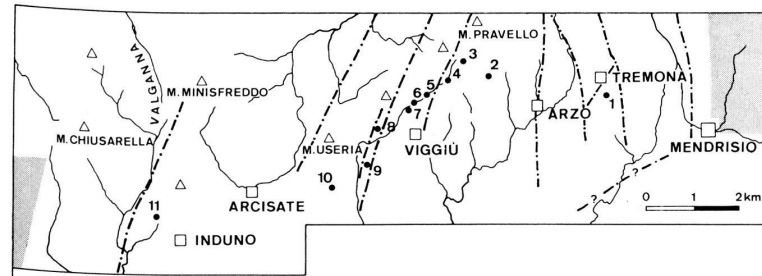 M. PRAVELLO
VALGANNA
3
2
TREMONA
M. MINISFREDDO
4
5
6
1
7
ARZO
8
M. CHIUSARELLA
M. USERIA
VIGGIÙ
MENDRISIO
9
10
?
?
ARCISATE
0 1 2 km
11
INDUNO